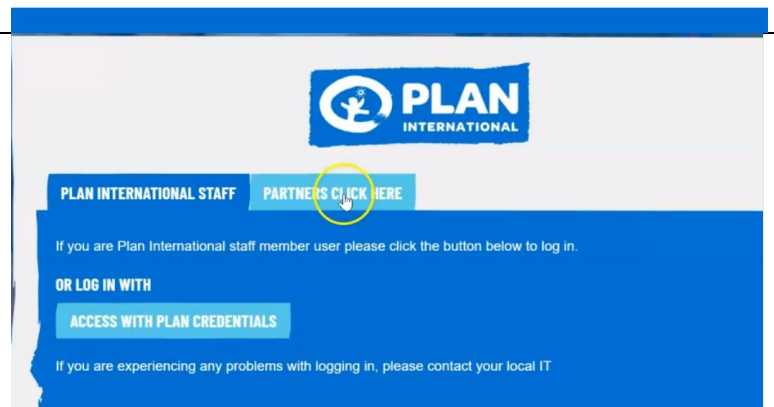 PLAN
INTERNATIONAL
PLAN INTERNATIONAL STAFF
PARTNERS CLICK HERE
If you are Plan International staff member user please click the button below to log in.
OR LOG IN WITH
ACCESS WITH PLAN CREDENTIALS
If you are experiencing any problems with logging in, please contact your local IT